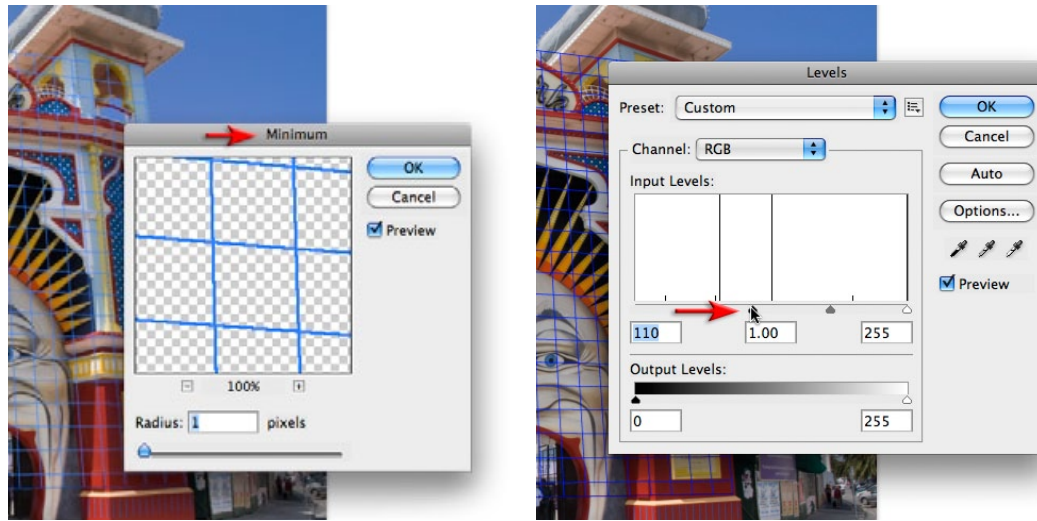 Minimum
OK
Cancel
Preview
100%
Radius: 1 pixels
Levels
Preset: Custom
OK
Cancel
Channel: RGB
Auto
Input Levels:
Options...
Preview
110 1.00 255
Output Levels:
0 255